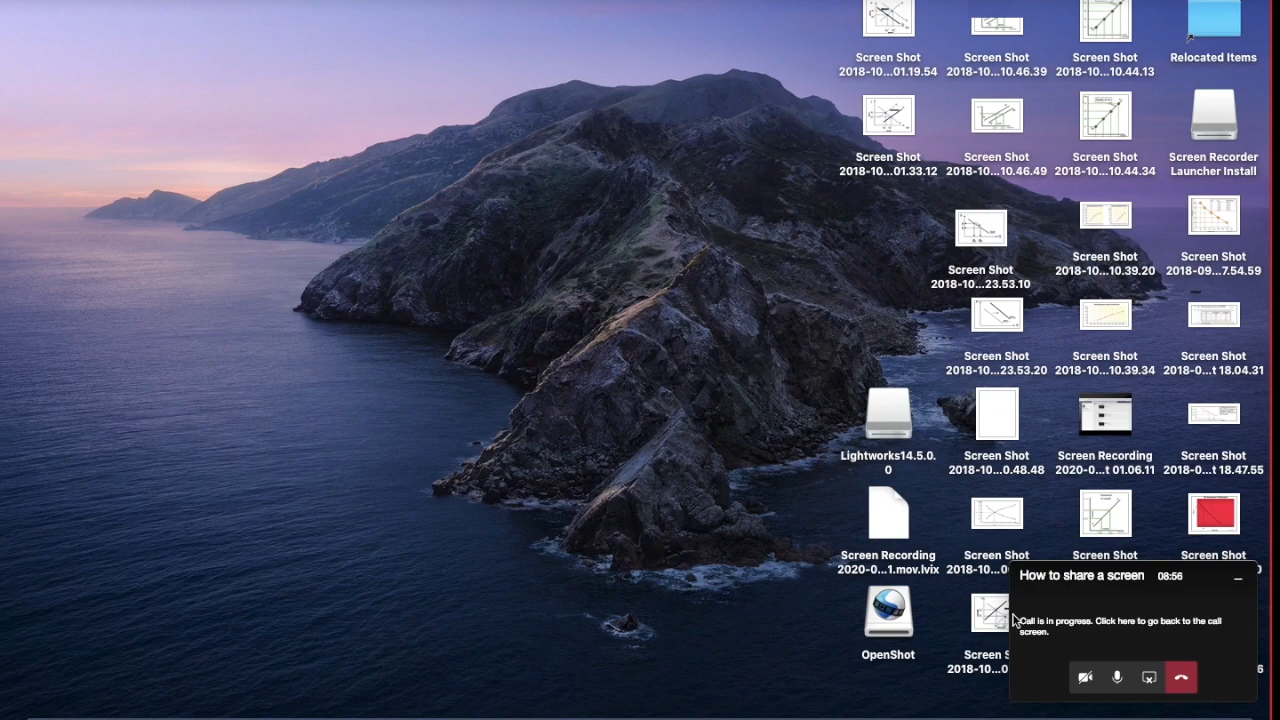 Screen Shot
2018-10...01.19.54
Screen Shot
2018-10...10.46.39
Screen Shot
2018-10...10.44.13
Relocated Items
Screen Shot
2018-10...01.33.12
Screen Shot
2018-10...10.46.49
Screen Shot
2018-10...10.44.34
Screen Recorder
Launcher Install
Screen Shot
2018-10...23.53.10
Screen Shot
2018-10...10.39.20
Screen Shot
2018-09...7.54.59
Screen Shot
2018-10...23.53.20
Screen Shot
2018-10...10.39.34
Screen Shot
2018-0...t 18.04.31
Lightworks14.5.0.
0
Screen Shot
2018-10...0.48.48
Screen Recording
2020-0...t 01.06.11
Screen Shot
2018-0...t 18.47.55
Screen Recording
2020-0...1.mov.lvix
Screen Shot
2018-10...0
Screen Shot
Screen Shot
OpenShot
Screen S
2018-10...0
How to share a screen 08:56
Call is in progress. Click here to go back to the call
screen.